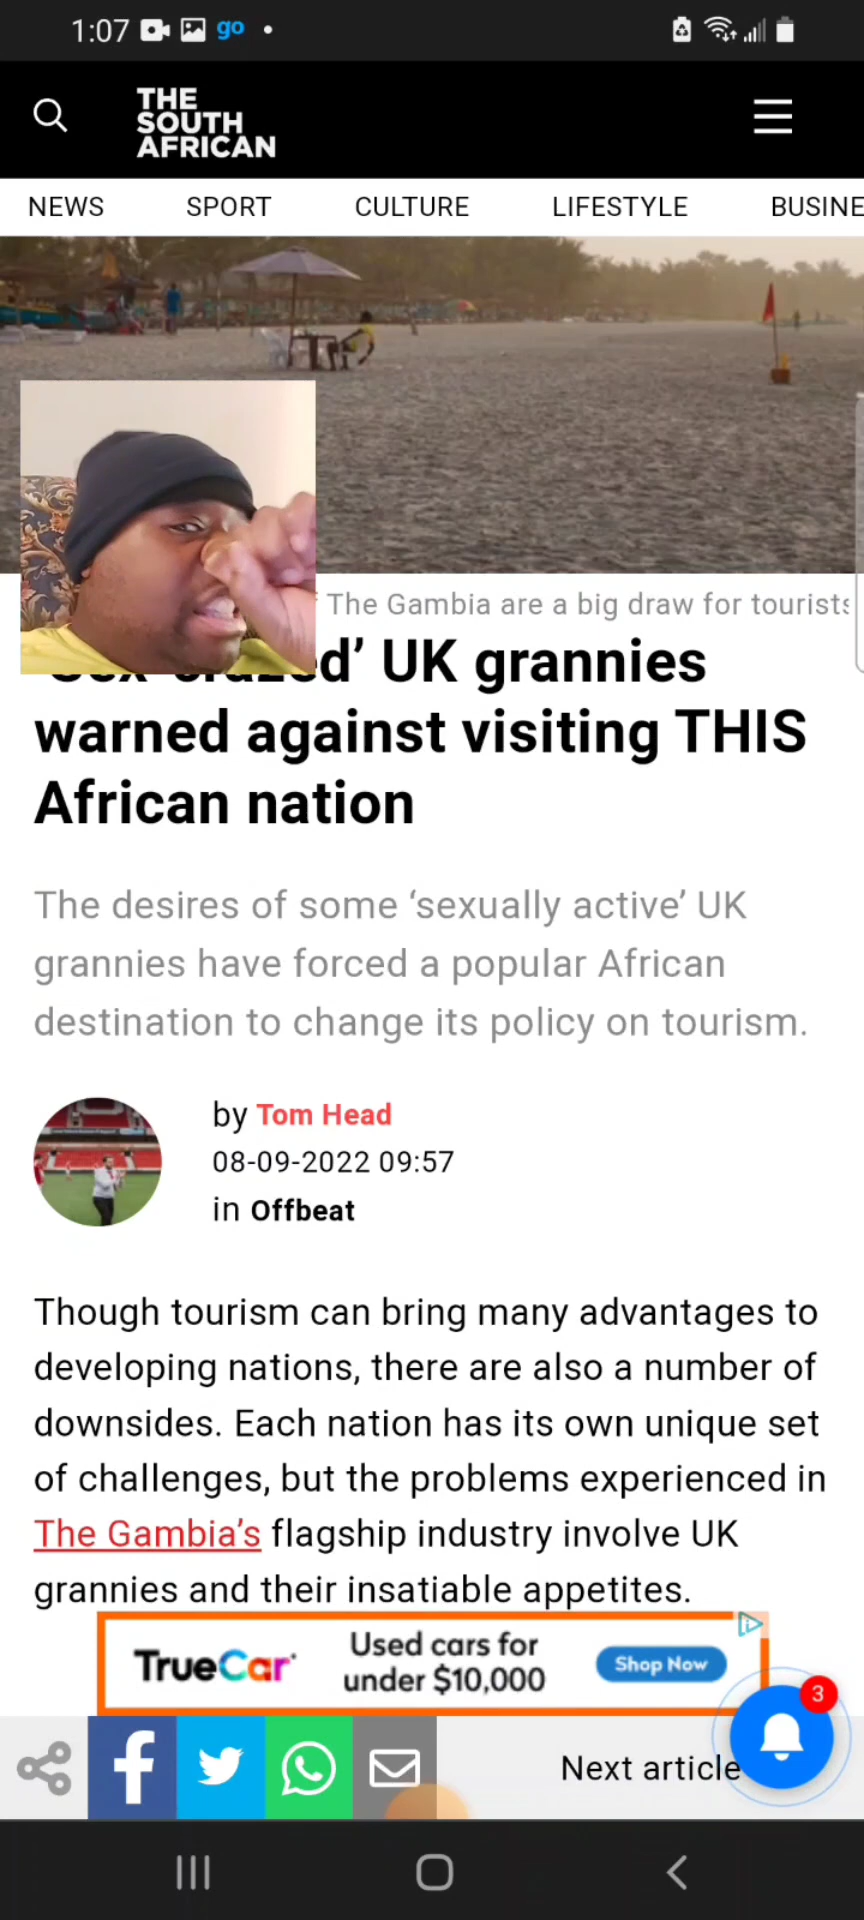 1:07 go
THE
SOUTH
AFRICAN
NEWS SPORT CULTURE LIFESTYLE BUSINE
The Gambia are a big draw for tourists
UK grannies
warned against visiting THIS
African nation
The desires of some ‘sexually active’ UK
grannies have forced a popular African
destination to change its policy on tourism.
by Tom Head
08-09-2022 09:57
in Offbeat
Though tourism can bring many advantages to
developing nations, there are also a number of
downsides. Each nation has its own unique set
of challenges, but the problems experienced in
The Gambia’s flagship industry involve UK
grannies and their insatiable appetites.
TrueCar
Used cars for
under $10,000
Shop Now
3
Next article